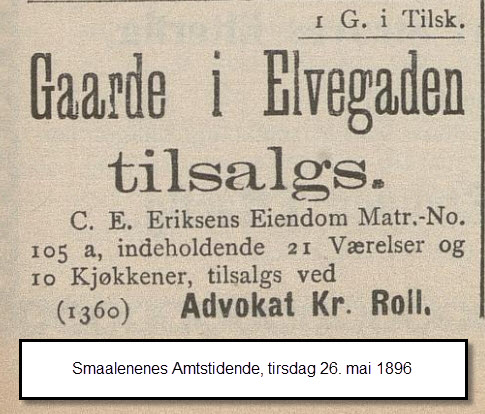 1 G. i Tilsk.
Gaarde i Elvegaden
tilsalgs.
C. E. Eriksens Eiendom Matr.-No.
105 a, indeholdende 21 Værelser og
10 Kjøkkener, tilsalgs ved
(1360) Advokat Kr. Roll.
Smaalenenes Amtstidende, tirsdag 26. mai 1896